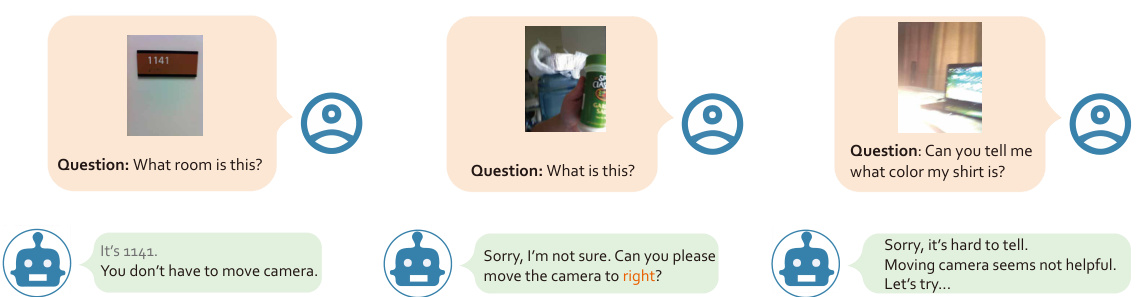 1141
Question: What room is this?
It's 1141.
You don't have to move camera.
Question: What is this?
Sorry, I'm not sure. Can you please
move the camera to right?
Question: Can you tell me
what color my shirt is?
Sorry, it's hard to tell.
Moving camera seems not helpful.
Let's try...